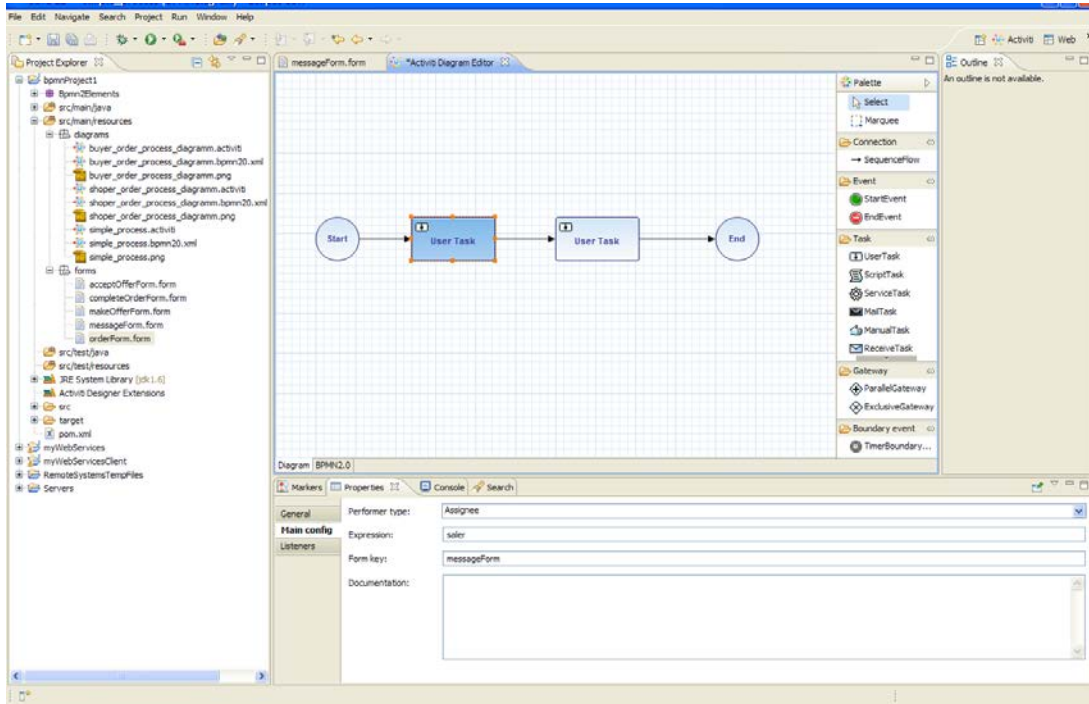 File Edit Navigate Search Project Run Window Help
Activiti Web
Project Explorer
messageForm.form *Activiti Diagram Editor
Outline
An outline is not available.
bpmnProject1
Bpmn2Elements
src/main/java
src/main/resources
diagrams
buyer_order_process_diagramm.activiti
buyer_order_process_diagramm.bpmn20.xml
buyer_order_process_diagramm.png
shoper_order_process_diagramm.activiti
shoper_order_process_diagramm.bpmn20.xml
shoper_order_process_diagramm.png
simple_process.activiti
simple_process.bpmn20.xml
simple_process.png
forms
acceptOfferForm.form
completeOrderForm.form
makeOfferForm.form
messageForm.form
orderForm.form
src/test/java
src/test/resources
JRE System Library [jdk1.6]
Activiti Designer Extensions
src
target
pom.xml
myWebServices
myWebServicesClient
RemoteSystemsTempFiles
Servers
Start
User Task
User Task
End
Palette
Select
Marquee
Connection
SequenceFlow
Event
StartEvent
EndEvent
Task
UserTask
ScriptTask
ServiceTask
MailTask
ManualTask
ReceiveTask
Gateway
ParallelGateway
ExclusiveGateway
Boundary event
TimerBoundary...
Diagram BPMN2.0
Markers Properties Console Search
General
Main config
Listeners
Performer type: Assignee
Expression: saler
Form key: messageForm
Documentation: